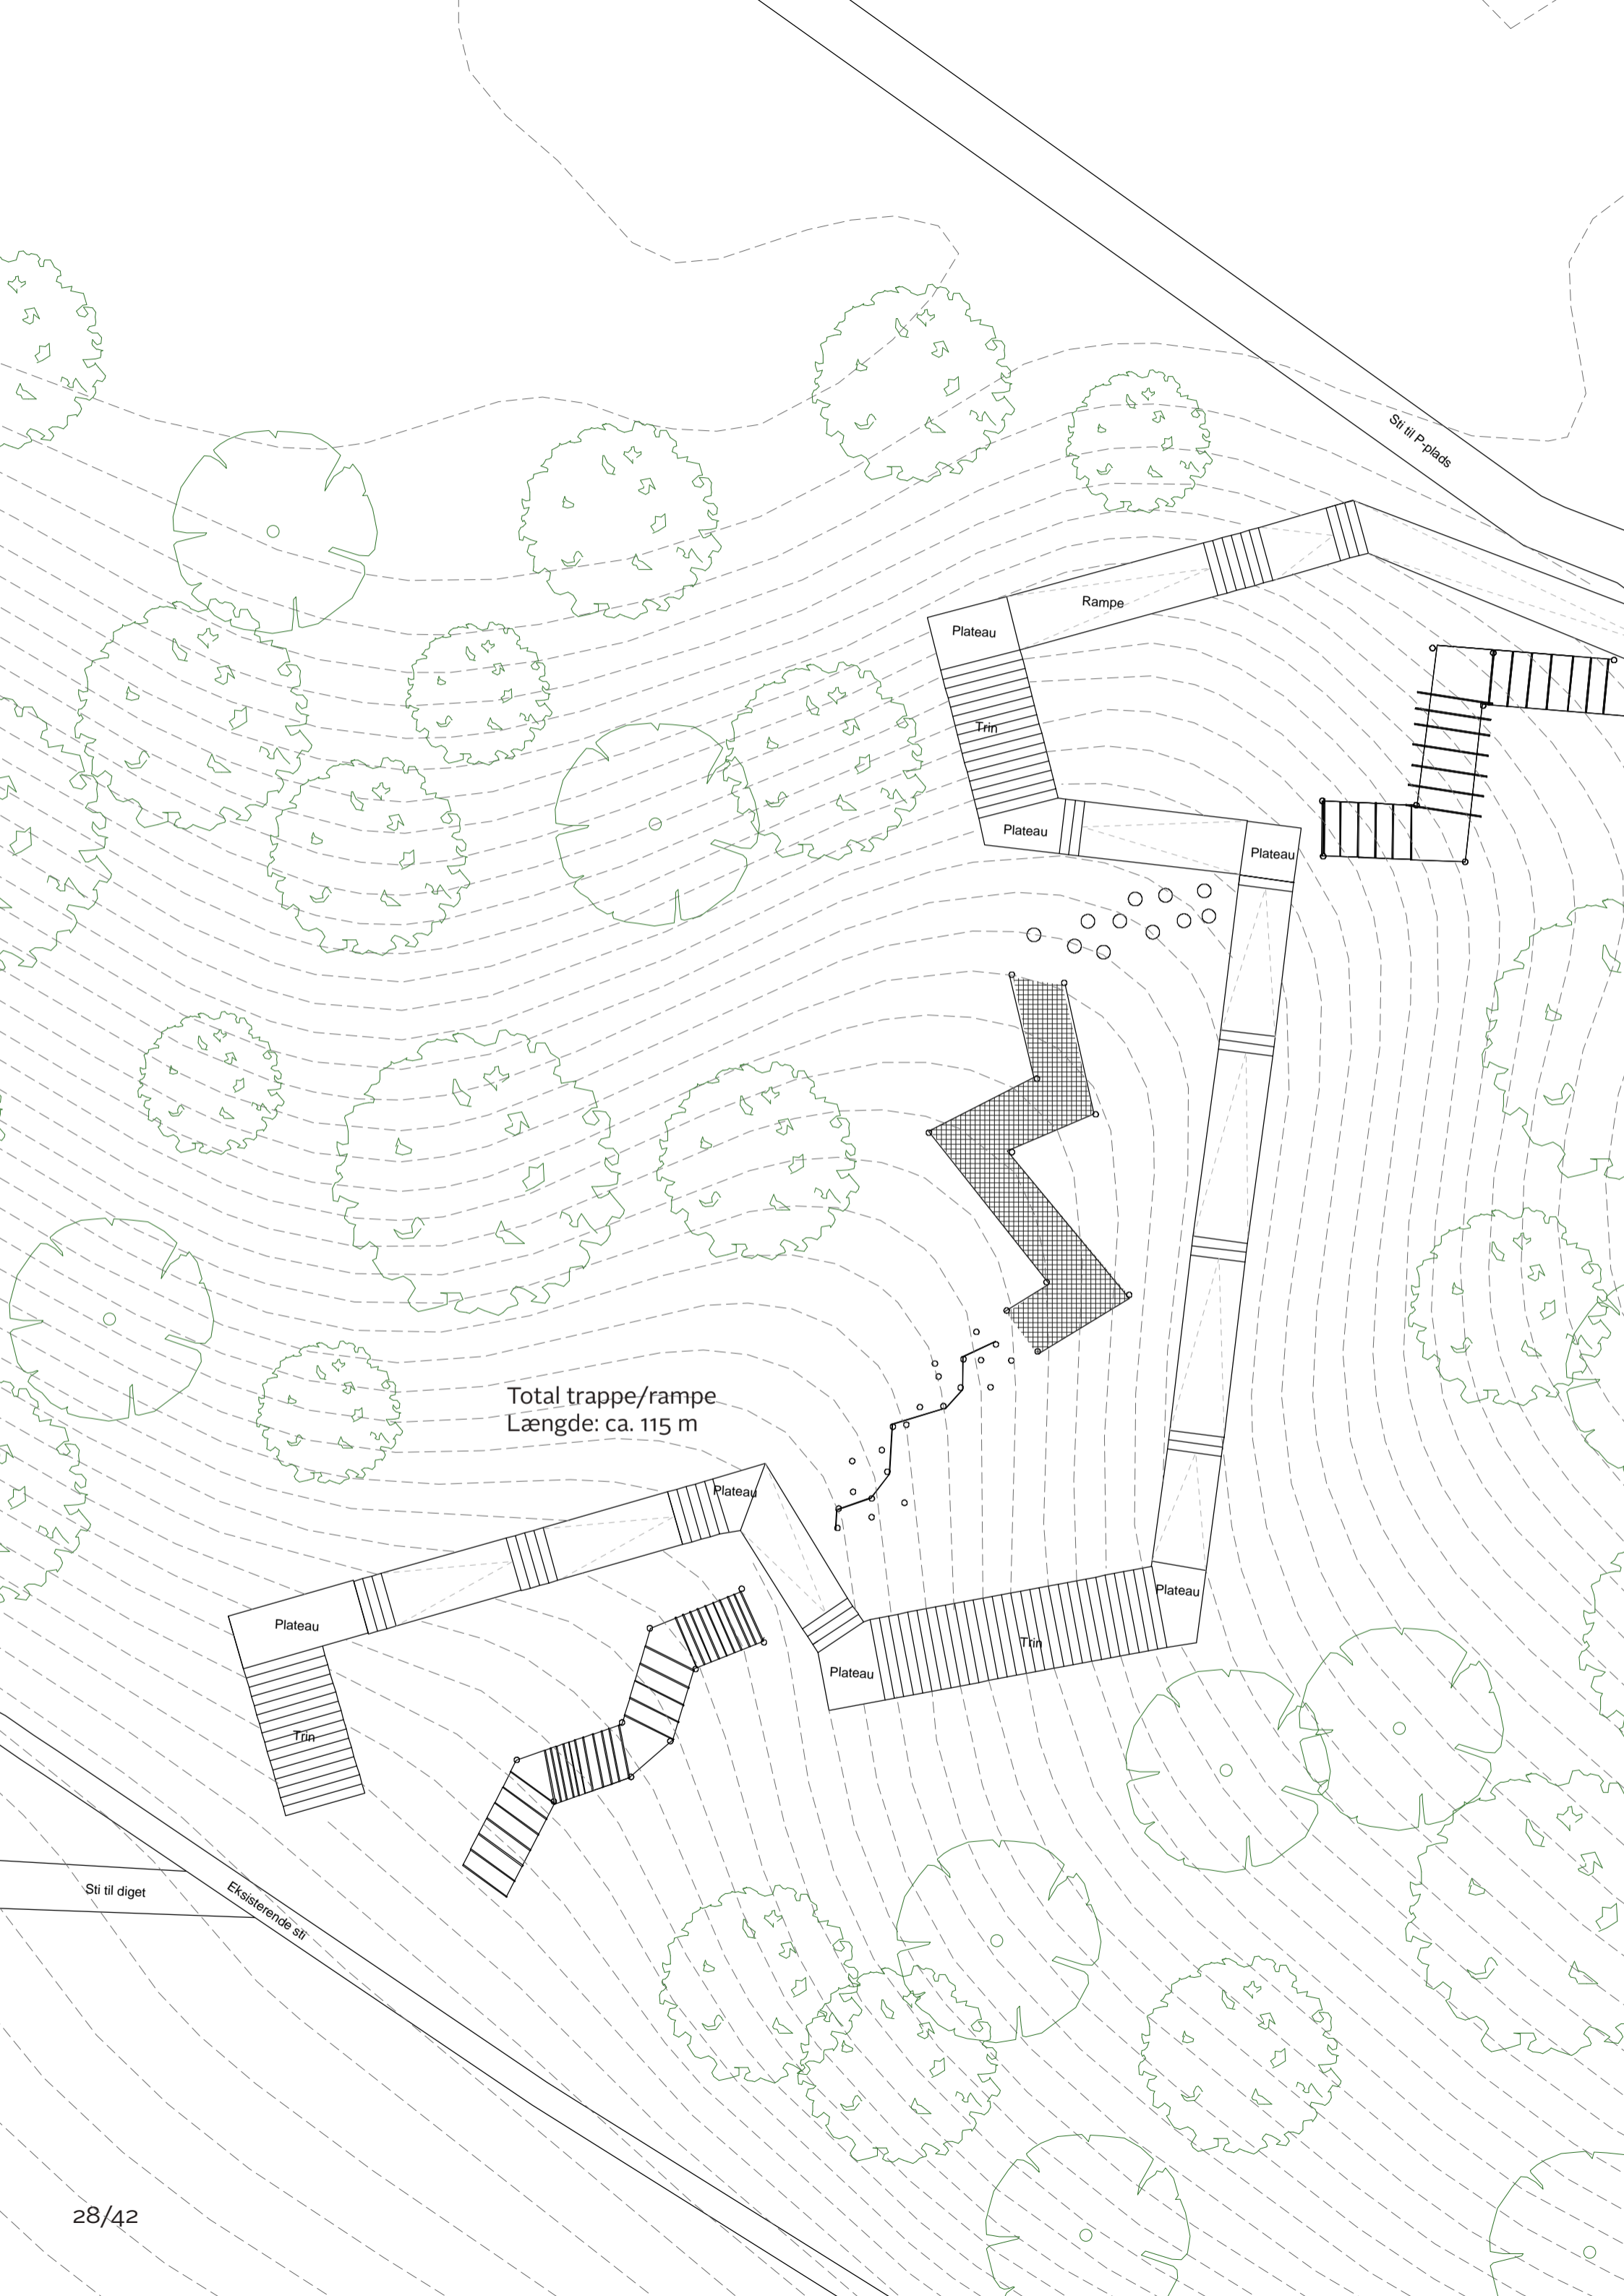 Sti til P-plads
Rampe
Plateau
Trin
Plateau
Plateau
Total trappe/rampe
Længde: ca. 115 m
Plateau
Plateau
Plateau
Trin
Plateau
Trin
Sti til diget
Eksisterende sti
28/42